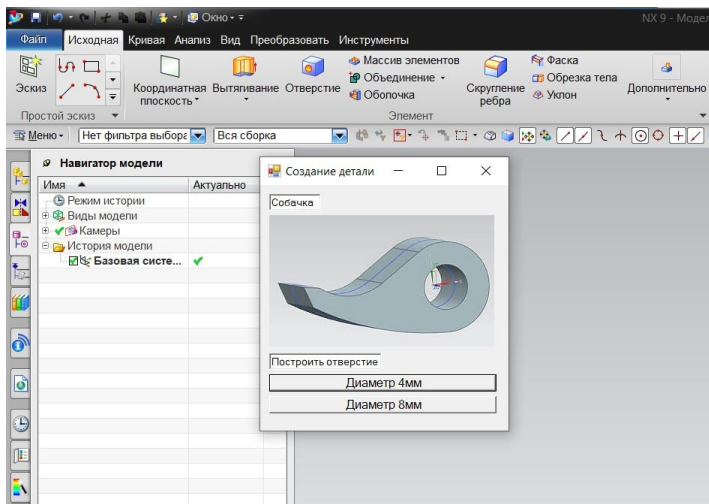 Окно
NX 9 - Модел
Файл Исходная Кривая Анализ Вид Преобразовать Инструменты
Эскиз
Координатная плоскость
Вытягивание
Отверстие
Массив элементов
Объединение
Оболочка
Скругление ребра
Фаска
Обрезка тела
Уклон
Дополнительно
Простой эскиз
Элемент
Меню
Нет фильтра выборе
Вся сборка
Навигатор модели
Имя Актуально
Режим истории
Виды модели
Камеры
История модели
Базовая систе...
Создание детали
Собачка
Построить отверстие
Диаметр 4мм
Диаметр 8мм